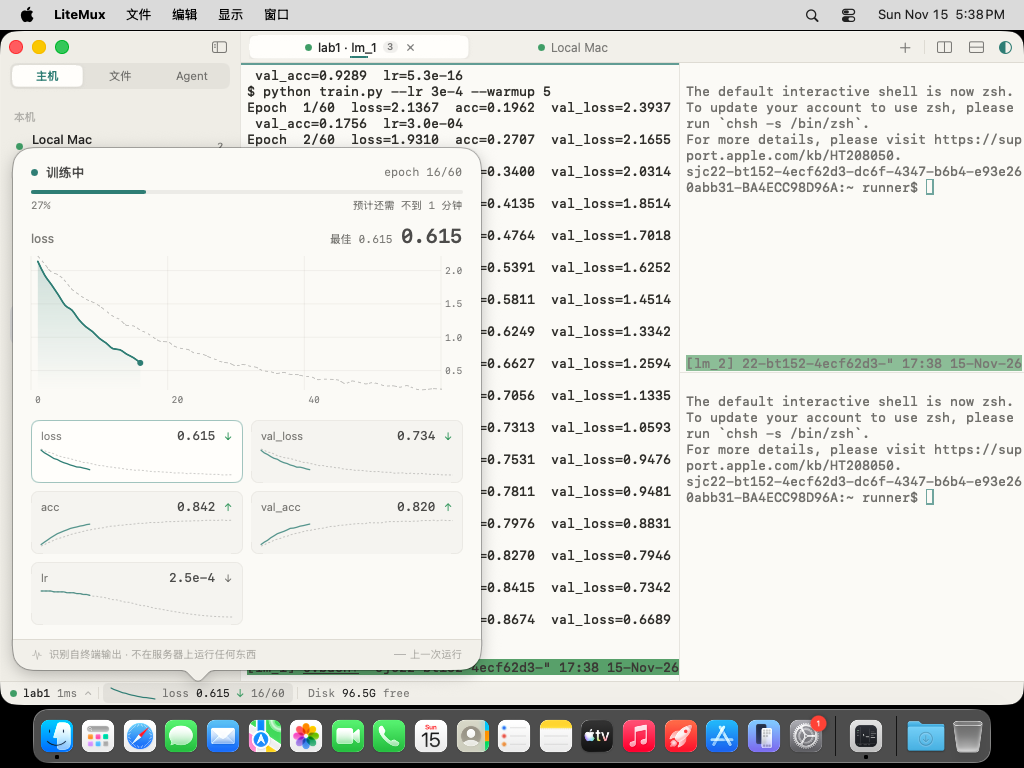 LiteMux 文件 编辑 显示 窗口 Sun Nov 15 5:38 PM
主机 文件 Agent
lab1 · lm_1 3 ×
Local Mac
本机
Local Mac
训练中 epoch 16/60
27% 预计还需 不到 1 分钟
loss 最佳 0.615 0.615
2.0
1.5
1.0
0.5
0 20 40
loss 0.615 ↓
val_loss 0.734 ↓
acc 0.842 ↑
val_acc 0.820 ↑
lr 2.5e-4 ↓
识别自终端输出 · 不在服务器上运行任何东西 — 上一次运行
val_acc=0.9289 lr=5.3e-16
$ python train.py --lr 3e-4 --warmup 5
Epoch 1/60 loss=2.1367 acc=0.1962 val_loss=2.3937
val_acc=0.1756 lr=3.0e-04
Epoch 2/60 loss=1.9310 acc=0.2707 val_loss=2.1655
=0.3400 val_loss=2.0314
=0.4135 val_loss=1.8514
=0.4764 val_loss=1.7018
=0.5391 val_loss=1.6252
=0.5811 val_loss=1.4514
=0.6249 val_loss=1.3342
=0.6627 val_loss=1.2594
=0.7056 val_loss=1.1335
=0.7313 val_loss=1.0593
=0.7531 val_loss=0.9476
=0.7811 val_loss=0.9481
=0.7976 val_loss=0.8831
=0.8270 val_loss=0.7946
=0.8415 val_loss=0.7342
=0.8674 val_loss=0.6689
4ecf62d3-" 17:38 15-Nov-26
The default interactive shell is now zsh.
To update your account to use zsh, please
run `chsh -s /bin/zsh`.
For more details, please visit https://sup
port.apple.com/kb/HT208050.
sjc22-bt152-4ecf62d3-dc6f-4347-b6b4-e93e26
0abb31-BA4ECC98D96A:~ runner$
[lm_2] 22-bt152-4ecf62d3-" 17:38 15-Nov-26
The default interactive shell is now zsh.
To update your account to use zsh, please
run `chsh -s /bin/zsh`.
For more details, please visit https://sup
port.apple.com/kb/HT208050.
sjc22-bt152-4ecf62d3-dc6f-4347-b6b4-e93e26
0abb31-BA4ECC98D96A:~ runner$
lab1 1ms loss 0.615 ↓ 16/60 Disk 96.5G free
Sun
15
tv
1